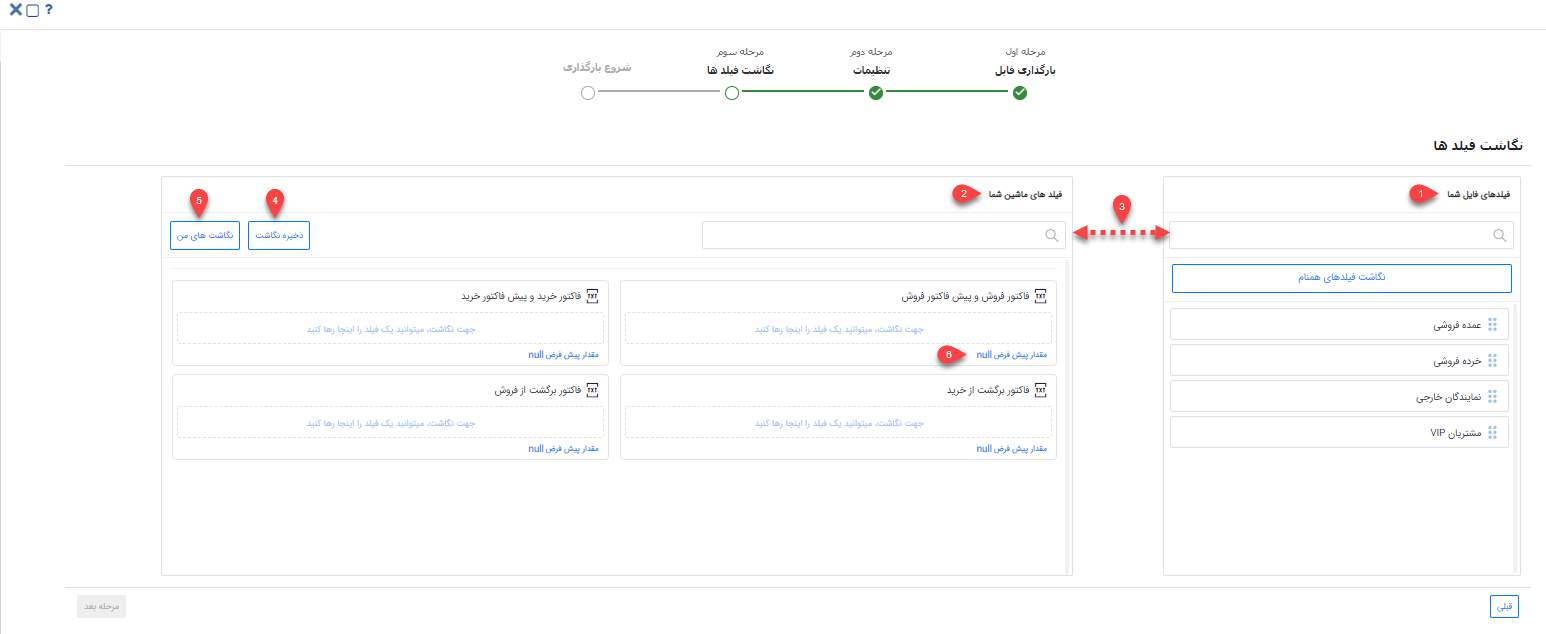 ?
مرحله اول
بارگذاری فایل
مرحله دوم
تنظیمات
مرحله سوم
نگاشت فیلد ها
شروع بارگذاری
نگاشت فیلد ها
فیلدهای فایل شما
1
نگاشت فیلدهای همنام
عمده فروشی
خرده فروشی
نمایندگان خارجی
مشتریان VIP
3
فیلد های ماشین شما
2
4
ذخیره نگاشت
5
نگاشت های من
TXT فاکتور فروش و پیش فاکتور فروش
جهت نگاشت، میتوانید یک فیلد را اینجا رها کنید
مقدار پیش فرض null
6
TXT فاکتور خرید و پیش فاکتور خرید
جهت نگاشت، میتوانید یک فیلد را اینجا رها کنید
مقدار پیش فرض null
TXT فاکتور برگشت از خرید
جهت نگاشت، میتوانید یک فیلد را اینجا رها کنید
مقدار پیش فرض null
TXT فاکتور برگشت از فروش
جهت نگاشت، میتوانید یک فیلد را اینجا رها کنید
مقدار پیش فرض null
قبلی
مرحله بعد